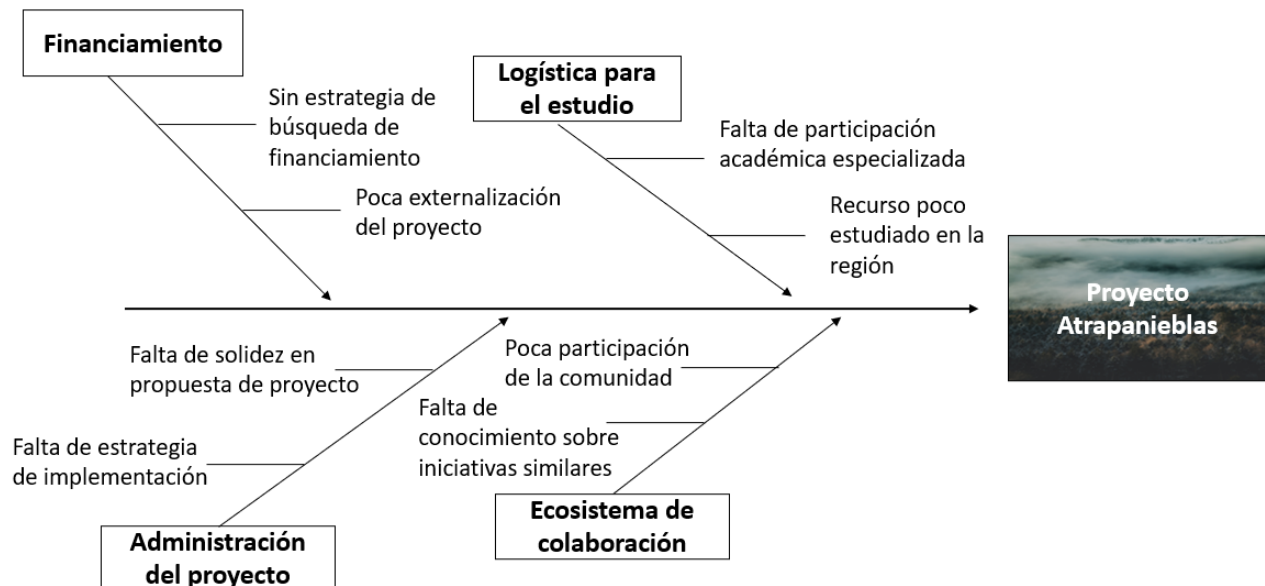 Financiamiento
Sin estrategia de
búsqueda de
financiamiento
Poca externalización
del proyecto
Logística para
el estudio
Falta de participación
académica especializada
Recurso poco
estudiado en la
región
Proyecto
Atrapanieblas
Falta de solidez en
propuesta de proyecto
Falta de estrategia
de implementación
Administración
del proyecto
Poca participación
de la comunidad
Falta de
conocimiento sobre
iniciativas similares
Ecosistema de
colaboración